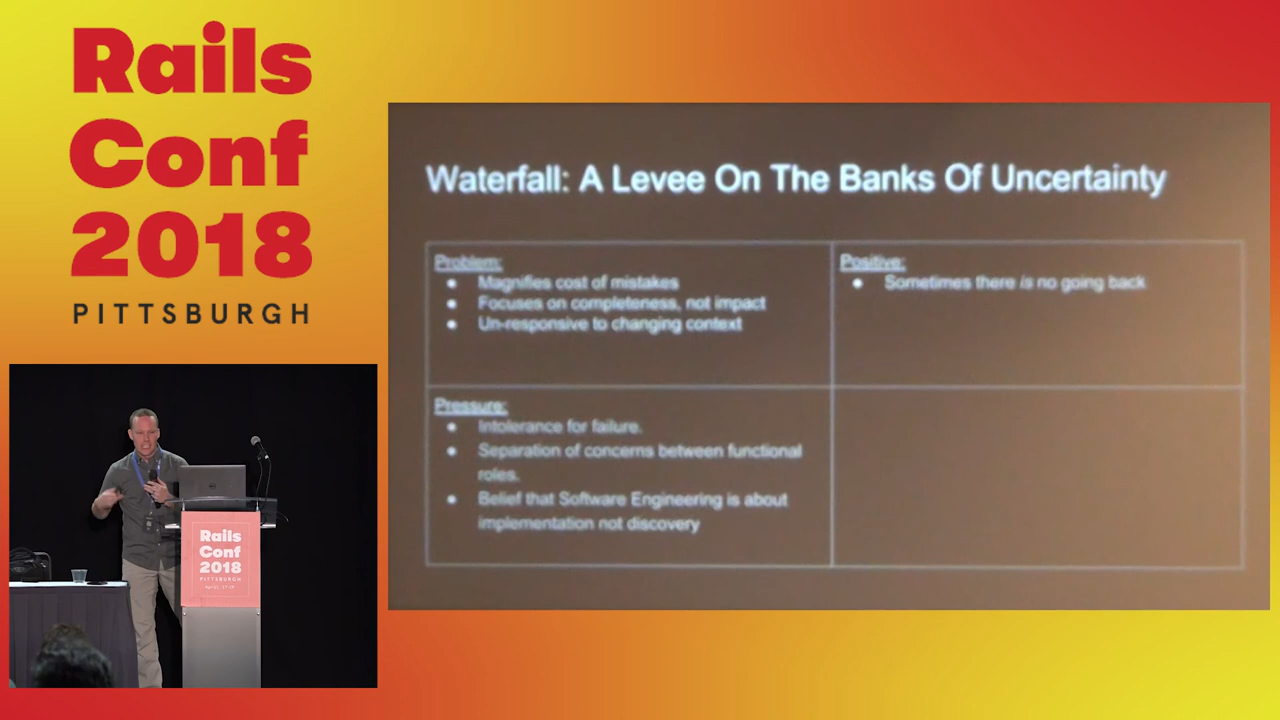 Rails
Conf
2018
PITTSBURGH
Waterfall: A Levee On The Banks Of Uncertainty
Problem:
● Magnifies cost of mistakes
● Focuses on completeness, not impact
● Un-responsive to changing context
Positive:
● Sometimes there is no going back
Pressure:
● Intolerance for failure.
● Separation of concerns between functional
roles.
● Belief that Software Engineering is about
implementation not discovery
Rails
Conf
2018
PITTSBURGH